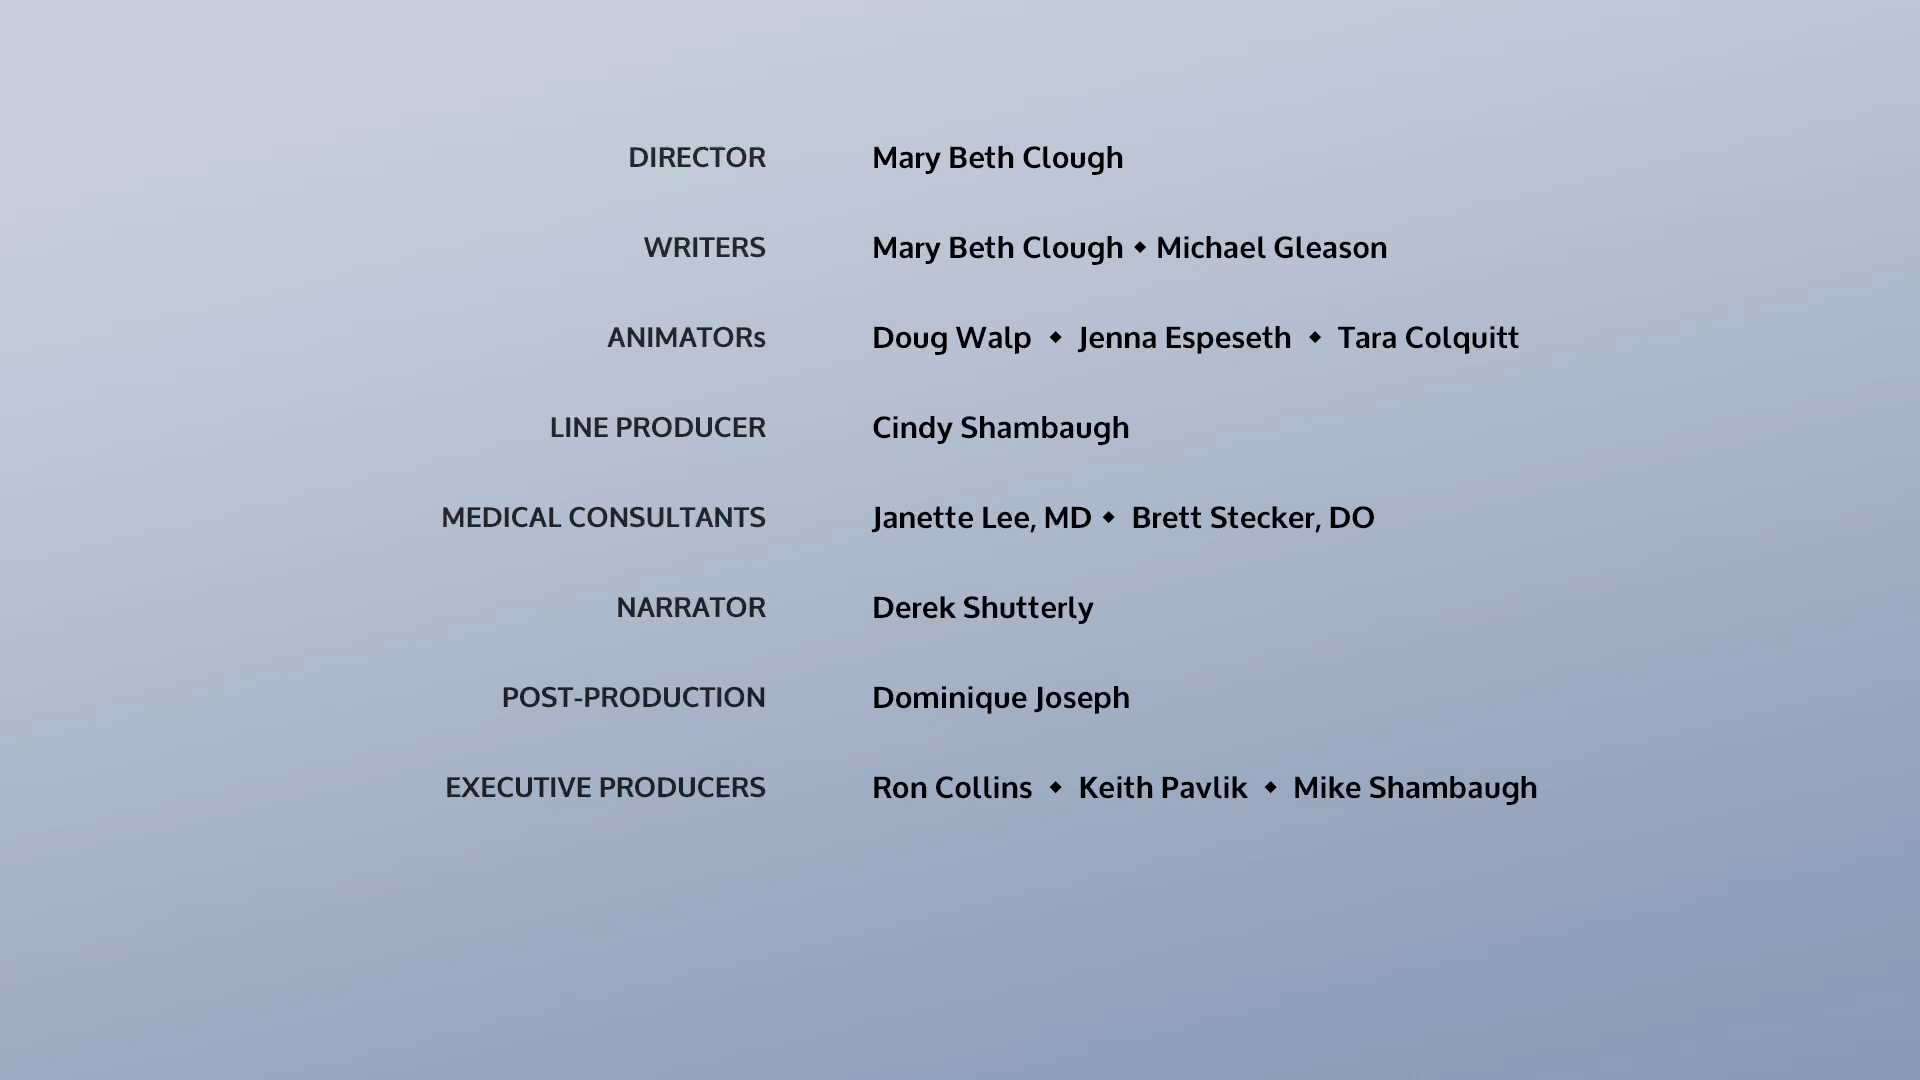 DIRECTOR Mary Beth Clough
WRITERS Mary Beth Clough ◆ Michael Gleason
ANIMATORs Doug Walp ◆ Jenna Espeseth ◆ Tara Colquitt
LINE PRODUCER Cindy Shambaugh
MEDICAL CONSULTANTS Janette Lee, MD ◆ Brett Stecker, DO
NARRATOR Derek Shutterly
POST-PRODUCTION Dominique Joseph
EXECUTIVE PRODUCERS Ron Collins ◆ Keith Pavlik ◆ Mike Shambaugh